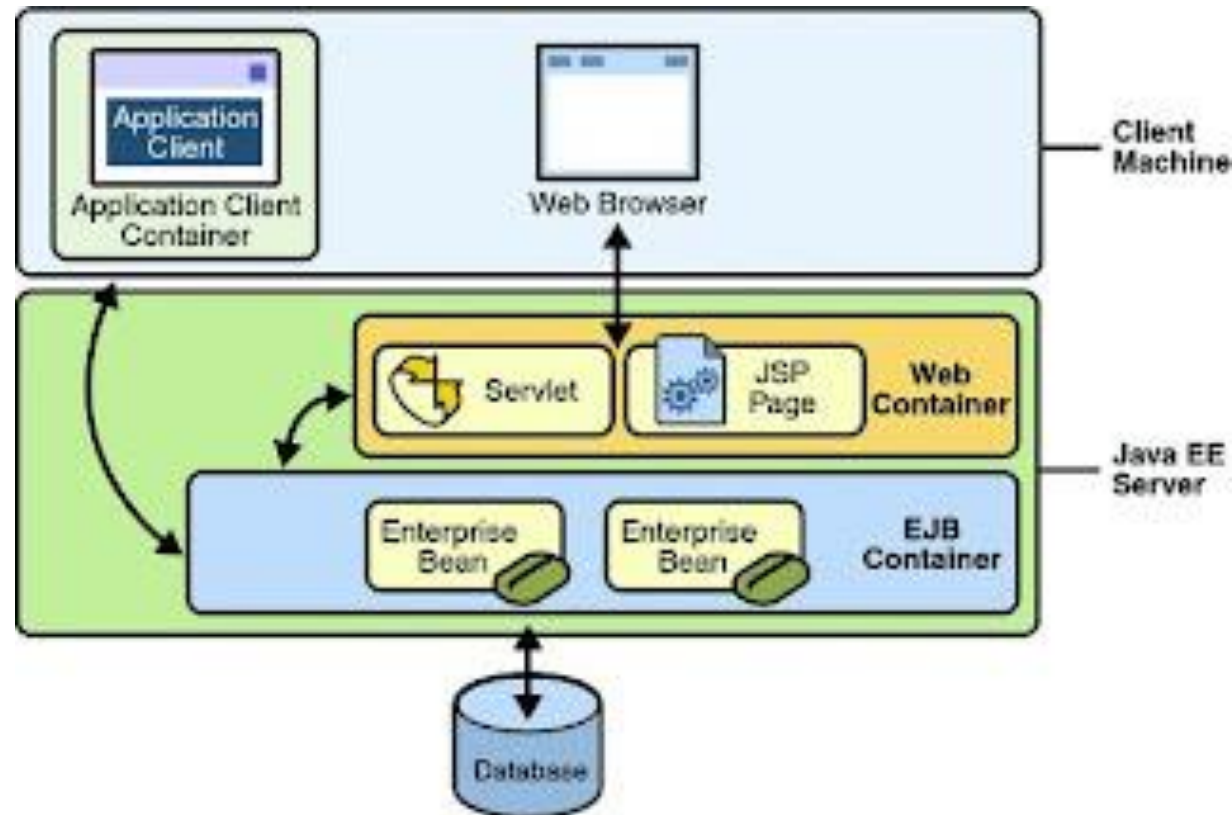 Application
Client
Application Client
Container
Web Browser
Client
Machine
Servlet
JSP
Page
Web
Container
Java EE
Server
Enterprise
Bean
Enterprise
Bean
EJB
Container
Database